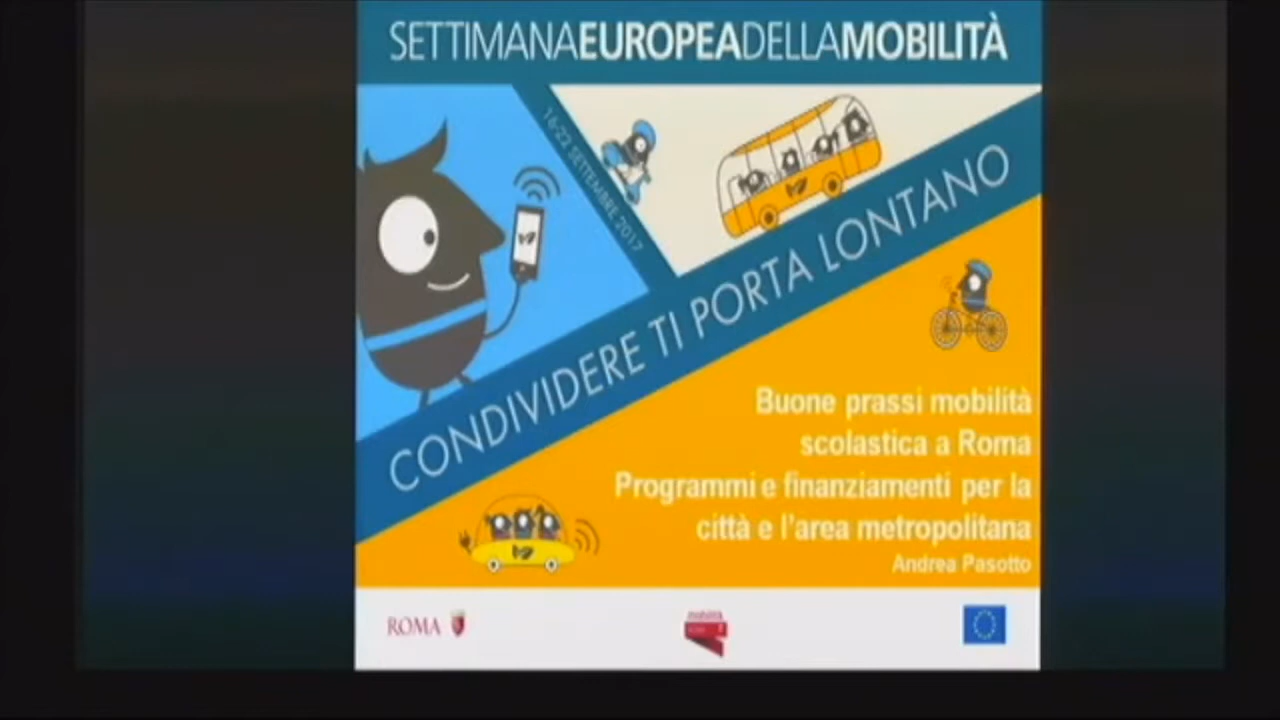 SETTIMANAEUROPEADELLAMOBILITÀ
16-22 SETTEMBRE 2017
CONDIVIDERE TI PORTA LONTANO
Buone prassi mobilità
scolastica a Roma
Programmi e finanziamenti per la
città e l'area metropolitana
Andrea Pasotto
ROMA
mobilità